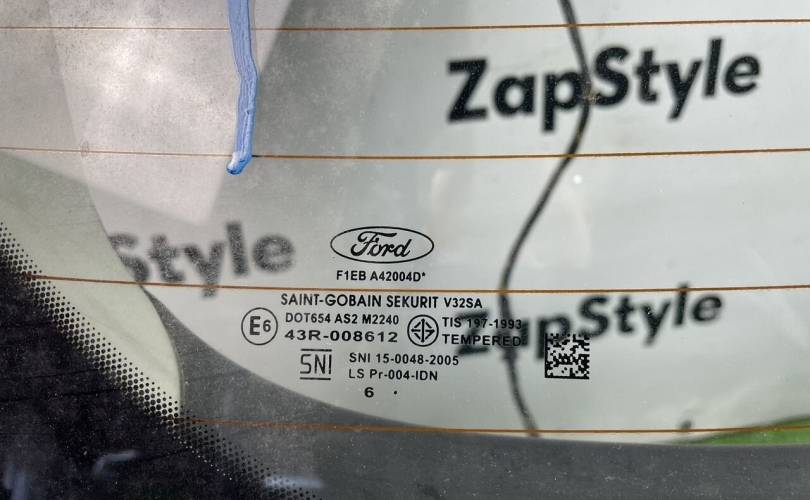 ZapStyle
Style
Ford
F1EB A42004D*
SAINT-GOBAIN SEKURIT V32SA
E6
DOT654 AS2 M2240
43R-008612
TIS 197-1993
TEMPERED
ZapStyle
SNI
SNI 15-0048-2005
LS Pr-004-IDN
6 .